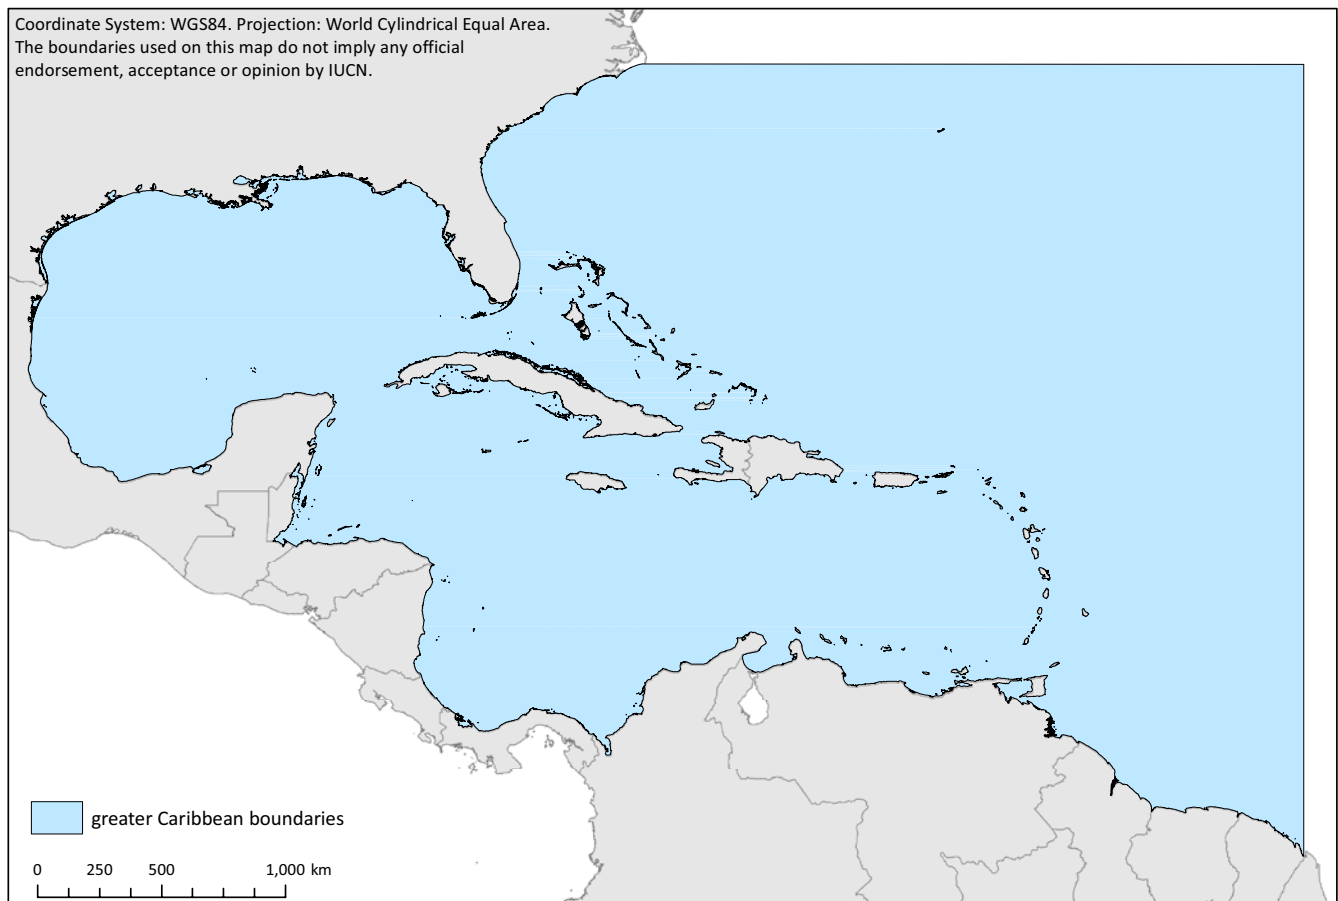 Coordinate System: WGS84. Projection: World Cylindrical Equal Area.
The boundaries used on this map do not imply any official
endorsement, acceptance or opinion by IUCN.
greater Caribbean boundaries
0 250 500 1,000 km